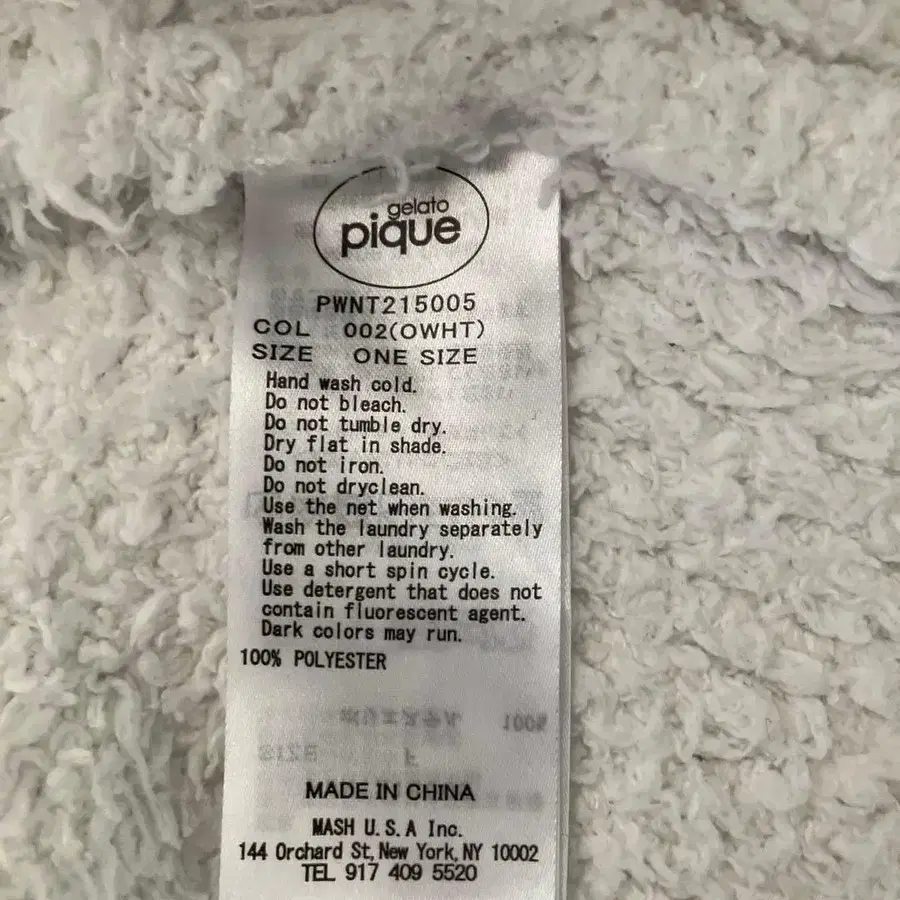 gelato
pique
PWNT215005
COL 002(OWHT)
SIZE ONE SIZE
Hand wash cold.
Do not bleach.
Do not tumble dry.
Dry flat in shade.
Do not iron.
Do not dryclean.
Use the net when washing.
Wash the laundry separately
from other laundry.
Use a short spin cycle.
Use detergent that does not
contain fluorescent agent.
Dark colors may run.
100% POLYESTER
MADE IN CHINA
MASH U.S.A Inc.
144 Orchard St,New York,NY 10002
TEL 917 409 5520